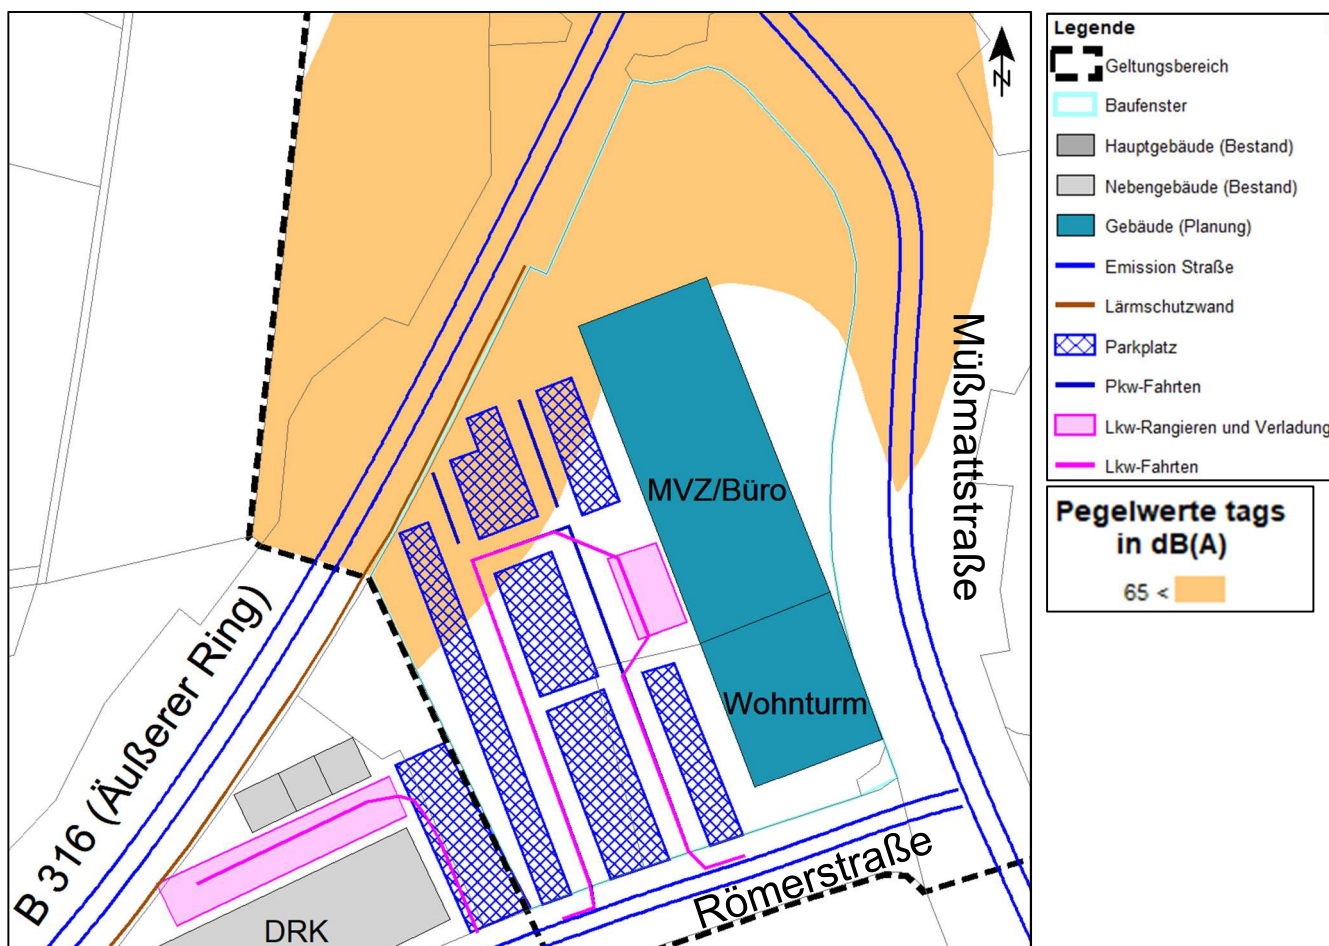 N
B 316 (Äußerer Ring)
MVZ/Büro
Wohnturm
Müßmattstraße
Römerstraße
DRK
Legende
Geltungsbereich
Baufenster
Hauptgebäude (Bestand)
Nebengebäude (Bestand)
Gebäude (Planung)
Emission Straße
Lärmschutzwand
Parkplatz
Pkw-Fahrten
Lkw-Rangieren und Verladung
Lkw-Fahrten
Pegelwerte tags
in dB(A)
65 <